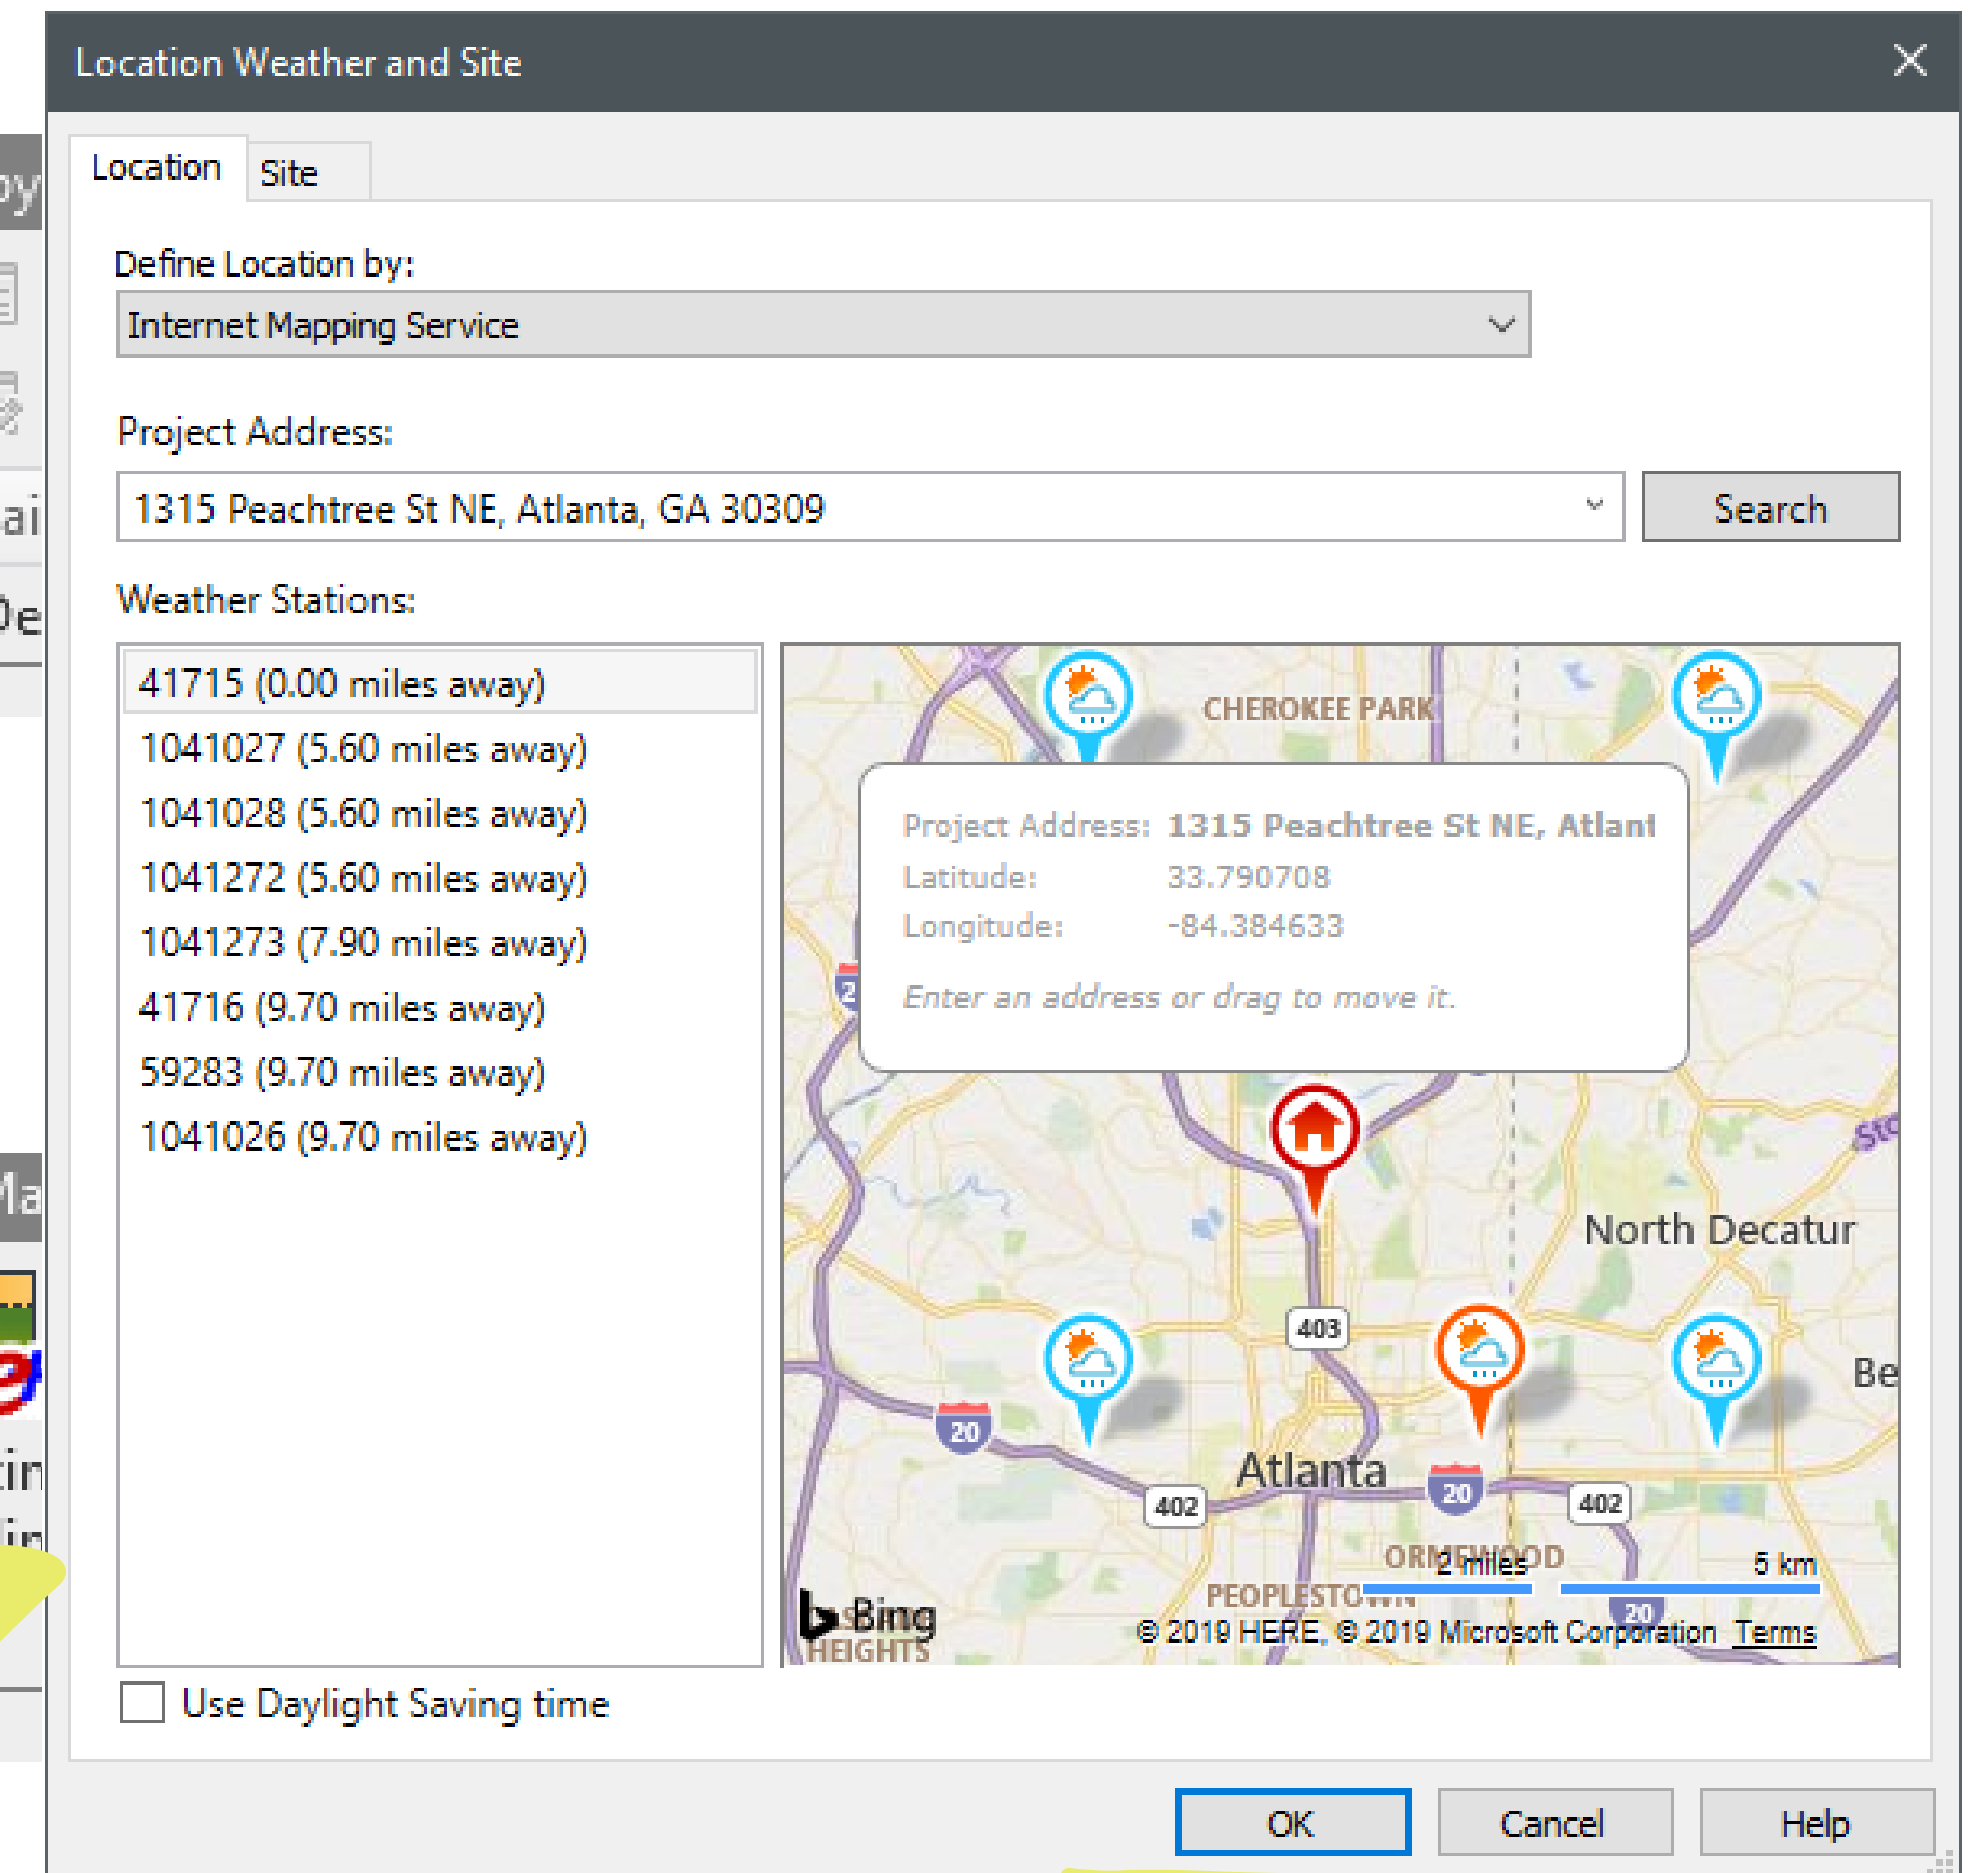 Location Weather and Site
Location
Site
Define Location by:
Internet Mapping Service
Project Address:
1315 Peachtree St NE, Atlanta, GA 30309
Search
Weather Stations:
41715 (0.00 miles away)
1041027 (5.60 miles away)
1041028 (5.60 miles away)
1041272 (5.60 miles away)
1041273 (7.90 miles away)
41716 (9.70 miles away)
59283 (9.70 miles away)
1041026 (9.70 miles away)
CHEROKEE PARK
Project Address: 1315 Peachtree St NE, Atlant
Latitude: 33.790708
Longitude: -84.384633
Enter an address or drag to move it.
North Decatur
403
Be
20
Atlanta
20
402
402
2 miles
5 km
Bing
HEIGHTS
20
© 2019 HERE, © 2019 Microsoft Corporation Terms
Use Daylight Saving time
OK
Cancel
Help